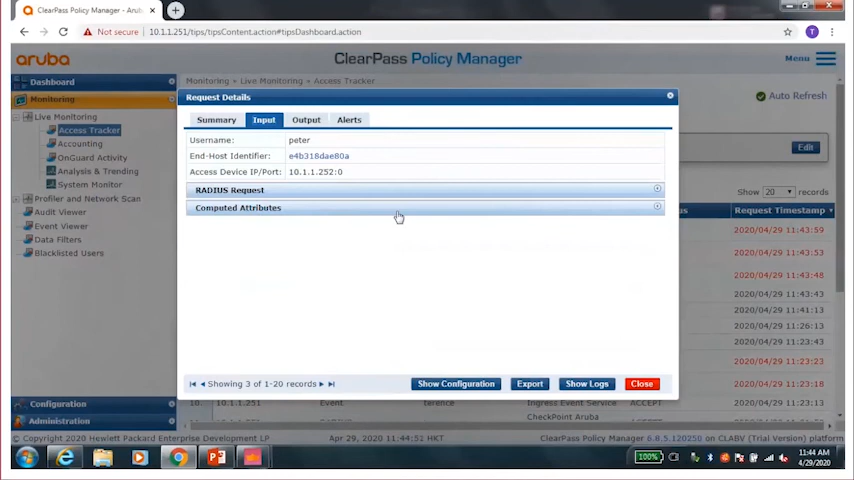 ClearPass Policy Manager - Aru
Not secure | 10.1.1.251/tips/tipsContent.action#tipsDashboard.action
T
aruba
ClearPass Policy Manager
Menu
Dashboard
Monitoring
Live Monitoring
Access Tracker
Accounting
OnGuard Activity
Analysis & Trending
System Monitor
Profiler and Network Scan
Audit Viewer
Event Viewer
Data Filters
Blacklisted Users
Configuration
Administration
Monitoring » Live Monitoring » Access Tracker
Auto Refresh
Edit
Show 20 records
Request Timestamp
2020/04/29 11:43:59
2020/04/29 11:43:53
2020/04/29 11:43:48
2020/04/29 11:43:43
2020/04/29 11:41:13
2020/04/29 11:26:13
2020/04/29 11:23:43
2020/04/29 11:23:23
2020/04/29 11:23:18
Request Details
Summary Input Output Alerts
Username: peter
End-Host Identifier: e4b318dae80a
Access Device IP/Port: 10.1.1.252:0
RADIUS Request
Computed Attributes
Showing 3 of 1-20 records
Show Configuration Export Show Logs Close
10. 10.1.1.251 Event terence Ingress Event Service ACCEPT 2020/04/29 11:22:43
CheckPoint Aruba
© Copyright 2020 Hewlett Packard Enterprise Development LP Apr 29, 2020 11:44:51 HKT ClearPass Policy Manager 6.8.5.120258 on CLABV (Trial Version) platform
100%
11:44 AM
4/29/2020